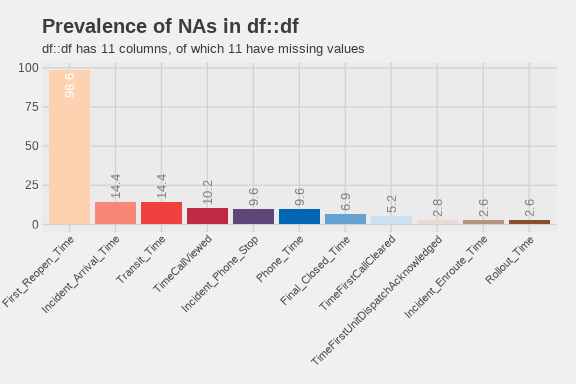 Prevalence of NAs in df::df
df::df has 11 columns, of which 11 have missing values
100
75
50
25
0
98.6
14.4
14.4
10.2
9.6
9.6
6.9
5.2
2.8
2.6
2.6
First_Reopen_Time
Incident_Arrival_Time
Transit_Time
TimeCallViewed
Incident_Phone_Stop
Phone_Time
Final_Closed_Time
TimeFirstCallCleared
TimeFirstUnitDispatchAcknowledged
Incident_Enroute_Time
Rollout_Time